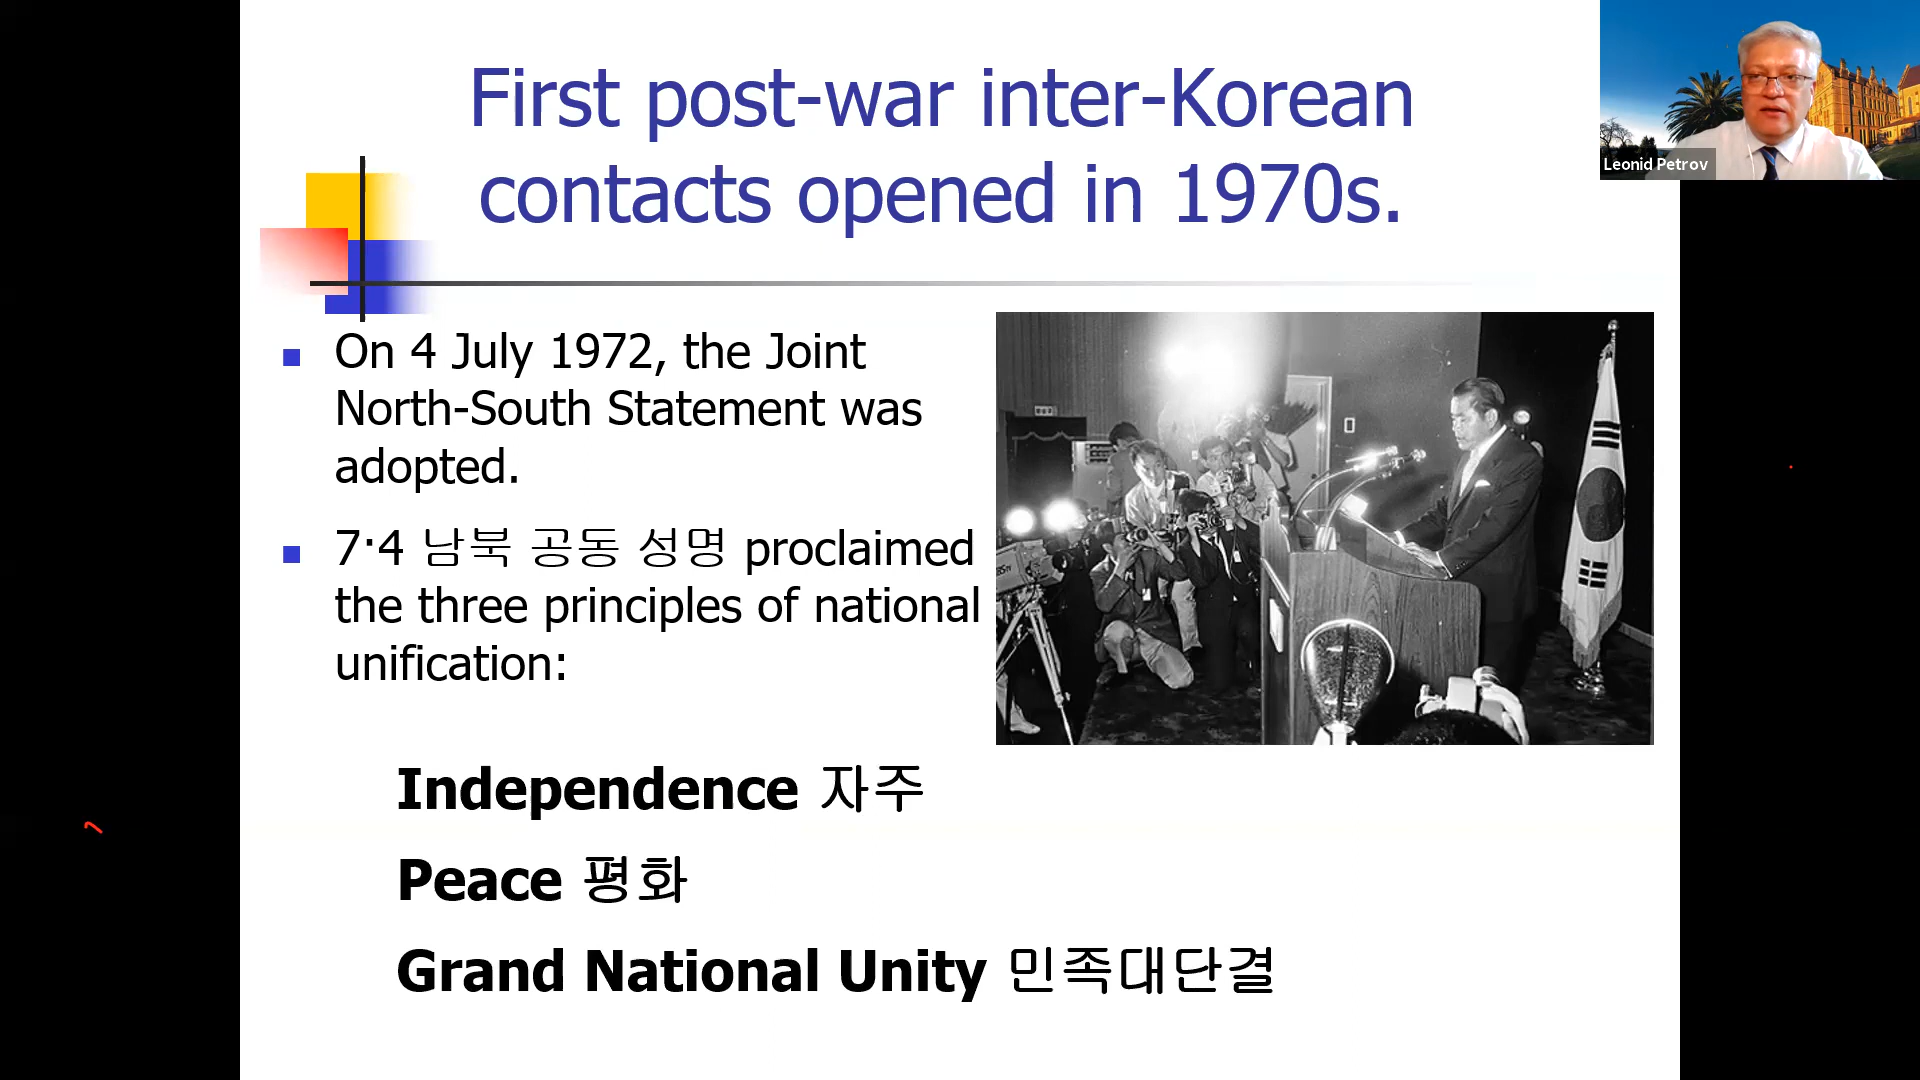 First post-war inter-Korean
contacts opened in 1970s.
Leonid Petrov
On 4 July 1972, the Joint
North-South Statement was
adopted.
7·4 남북 공동 성명 proclaimed
the three principles of national
unification:
Independence 자주
Peace 평화
Grand National Unity 민족대단결